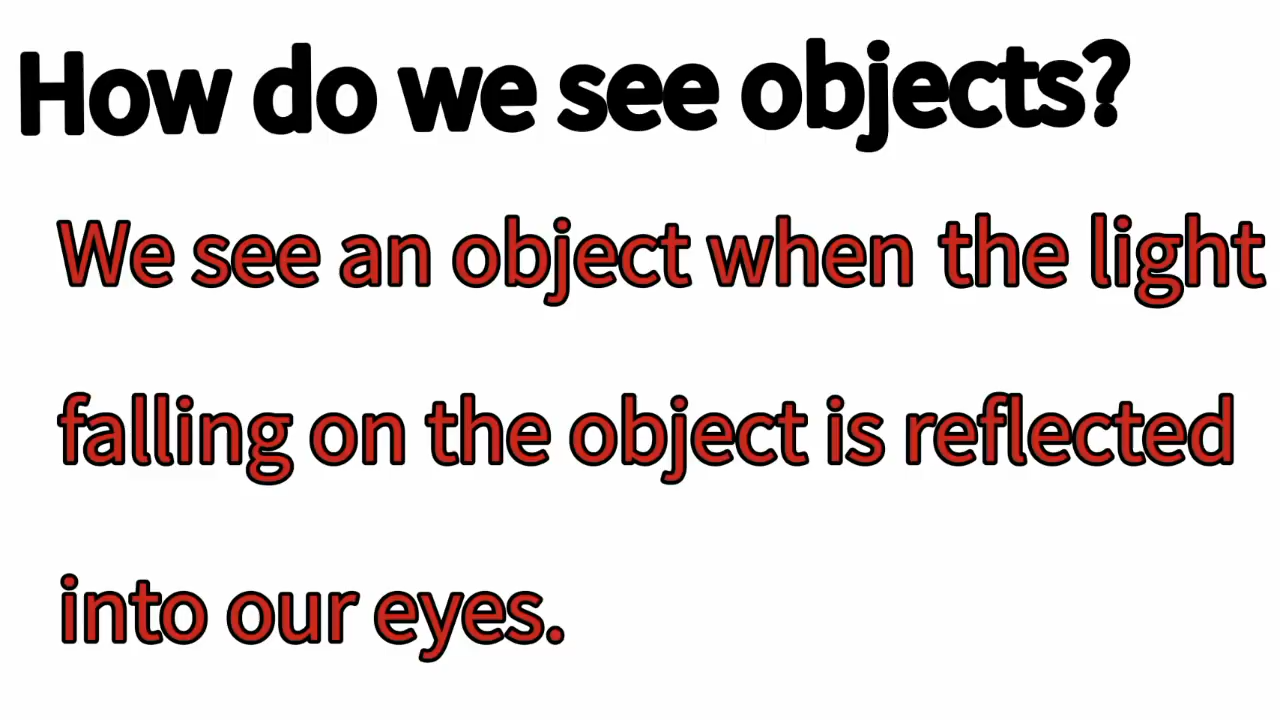 How do we see objects?
We see an object when the light
falling on the object is reflected
into our eyes.